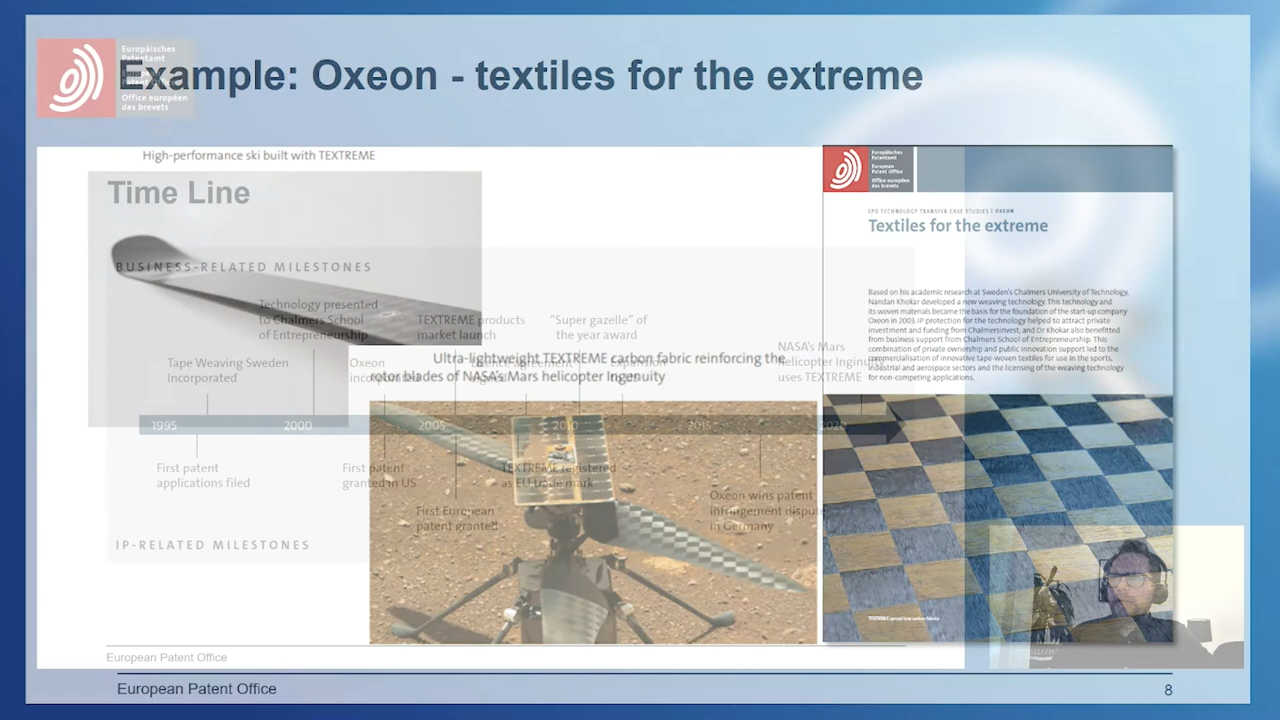 Europäisches
Patentamt
Office européen
des brevets
Example: Oxeon - textiles for the extreme
High-performance ski built with TEXTREME
Time Line
BUSINESS-RELATED MILESTONES
Technology presented
to Chalmers School
of Entrepreneurship
TEXTREME products
market launch
"Super gazelle" of
the year award
Tape Weaving Sweden
Incorporated
Oxeon
incorporated
Licence agreement
signed
Expansion
NASA's Mars
helicopter Inginuity
uses TEXTREME
Ultra-lightweight TEXTREME carbon fabric reinforcing the
rotor blades of NASA's Mars helicopter Ingenuity
1995
2000
2005
2010
2015
2020
First patent
applications filed
First patent
granted in US
TEXTREME registered
as EU trade mark
First European
patent granted
Oxeon wins patent
infringement dispute
in Germany
IP-RELATED MILESTONES
Europäisches
Patentamt
European
Patent Office
Office européen
des brevets
EPO TECHNOLOGY TRANSFER CASE STUDIES | OXEON
Textiles for the extreme
Based on his academic research at Sweden's Chalmers University of Technology,
Nandan Khokar developed a new weaving technology. This technology and
its woven materials became the basis for the foundation of the start-up company
Oxeon in 2003. IP protection for the technology helped to attract private
investment and funding from Chalmersinvest, and Dr Khokar also benefitted
from business support from Chalmers School of Entrepreneurship. This
combination of private ownership and public innovation support led to the
commercialisation of innovative tape-woven textiles for use in the sports,
industrial and aerospace sectors and the licensing of the weaving technology
for non-competing applications.
TEXTREME spread tow carbon fabrics
European Patent Office
European Patent Office
8